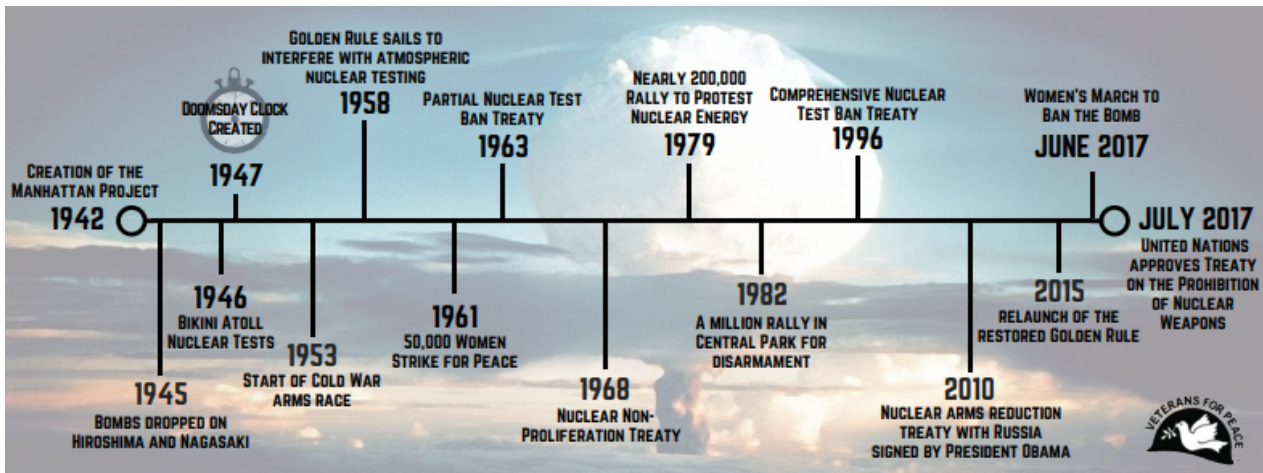 CREATION OF THE
MANHATTAN PROJECT
1942
BOMBS DROPPED ON
HIROSHIMA AND NAGASAKI
1945
1946
BIKINI ATOLL
NUCLEAR TESTS
DOOMSDAY CLOCK
CREATED
1947
1953
START OF COLD WAR
ARMS RACE
GOLDEN RULE SAILS TO
INTERFERE WITH ATMOSPHERIC
NUCLEAR TESTING
1958
1961
50,000 WOMEN
STRIKE FOR PEACE
PARTIAL NUCLEAR TEST
BAN TREATY
1963
1968
NUCLEAR NON-
PROLIFERATION TREATY
NEARLY 200,000
RALLY TO PROTEST
NUCLEAR ENERGY
1979
1982
A MILLION RALLY IN
CENTRAL PARK FOR
DISARMAMENT
COMPREHENSIVE NUCLEAR
TEST BAN TREATY
1996
2010
NUCLEAR ARMS REDUCTION
TREATY WITH RUSSIA
SIGNED BY PRESIDENT OBAMA
2015
RELAUNCH OF THE
RESTORED GOLDEN RULE
WOMEN'S MARCH TO
BAN THE BOMB
JUNE 2017
JULY 2017
UNITED NATIONS
APPROVES TREATY
ON THE PROHIBITION
OF NUCLEAR
WEAPONS
VETERANS FOR PEACE